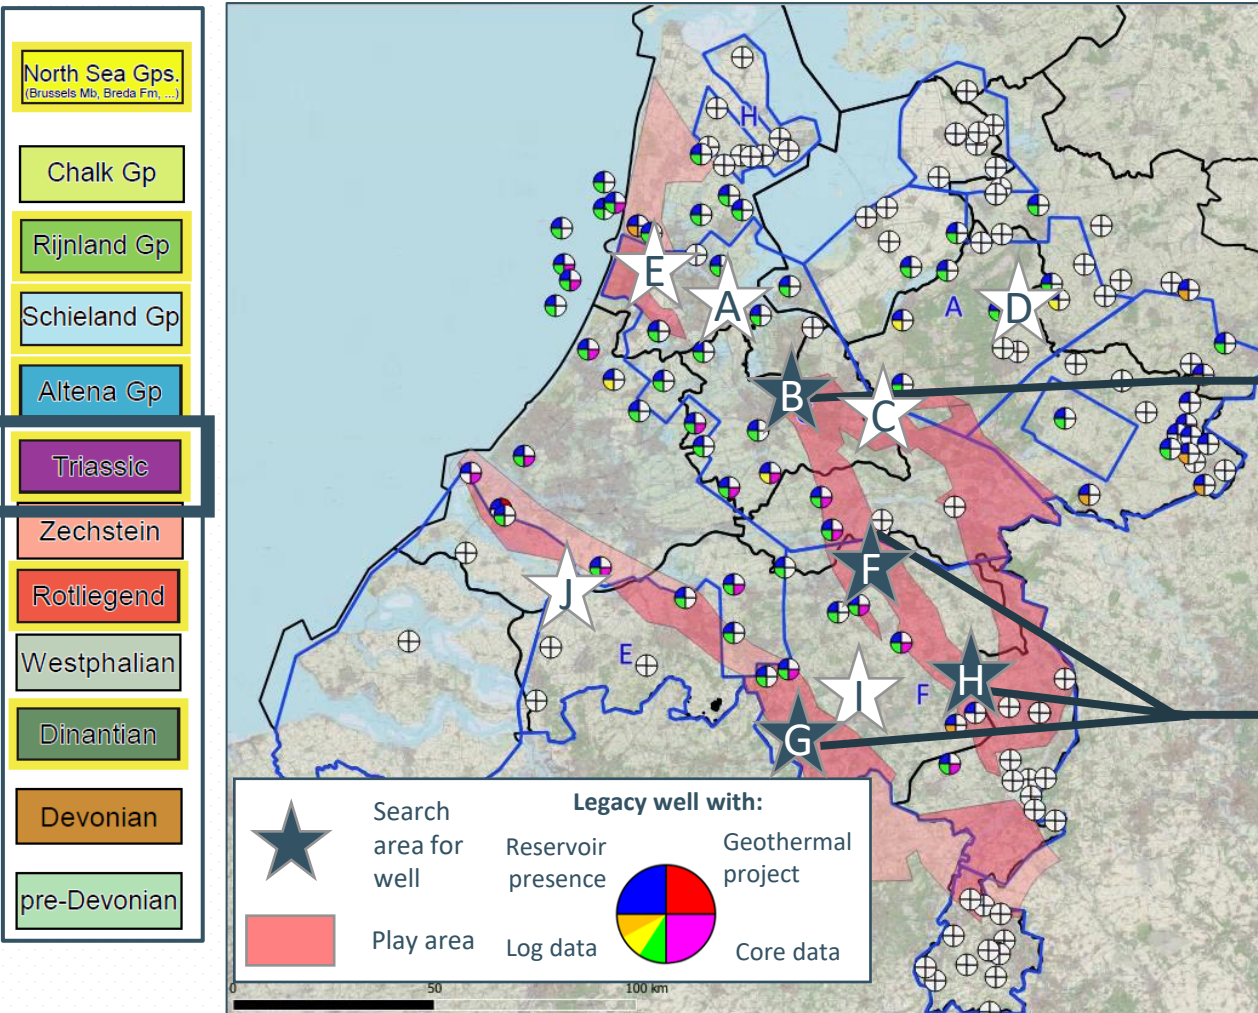 North Sea Gps.
(Brussels Mb, Breda Fm, ...)
Chalk Gp
Rijnland Gp
Schieland Gp
Altena Gp
Triassic
Zechstein
Rotliegend
Westphalian
Dinantian
Devonian
pre-Devonian
H
E
A
A
D
B
C
F
J
E
I
F
H
G
Search
area for
well
Play area
Legacy well with:
Reservoir
presence
Geothermal
project
Log data
Core data
0
50
100 km